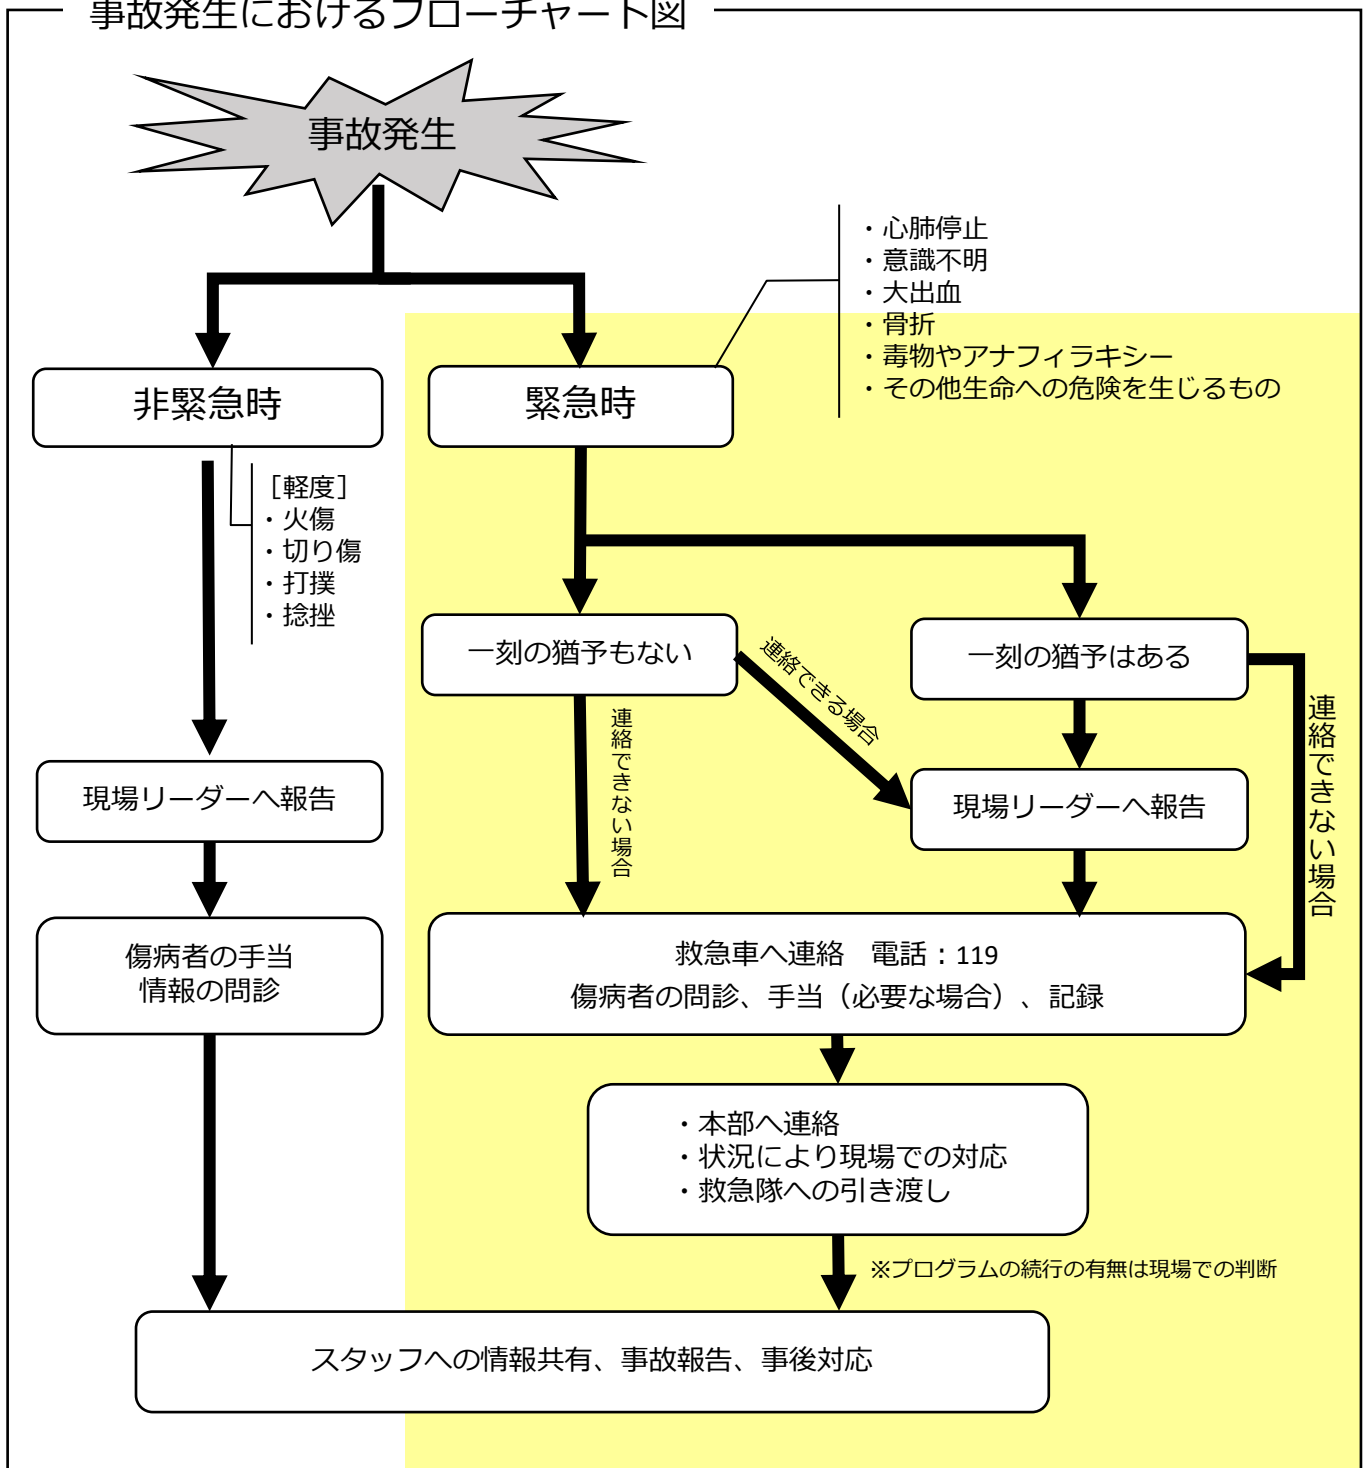 事故発生におけるフローチャート図
事故発生
・心肺停止
・意識不明
・大出血
・骨折
・毒物やアナフィラキシー
・その他生命への危険を生じるもの
非緊急時
緊急時
［軽度］
・火傷
・切り傷
・打撲
・捻挫
一刻の猶予もない
連絡できる場合
一刻の猶予はある
連絡できない場合
連絡できない場合
現場リーダーへ報告
現場リーダーへ報告
傷病者の手当
情報の問診
救急車へ連絡　電話：119
傷病者の問診、手当（必要な場合）、記録
・本部へ連絡
・状況により現場での対応
・救急隊への引き渡し
※プログラムの続行の有無は現場での判断
スタッフへの情報共有、事故報告、事後対応